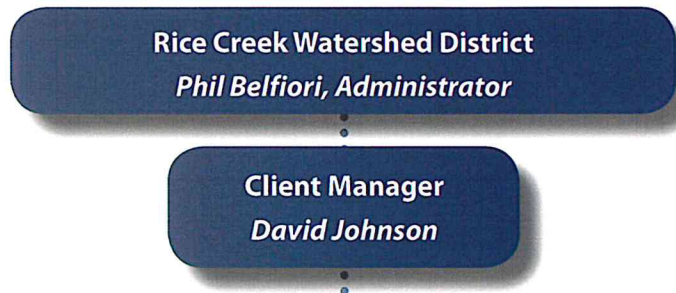 Rice Creek Watershed District
Phil Belfiori, Administrator
Client Manager
David Johnson